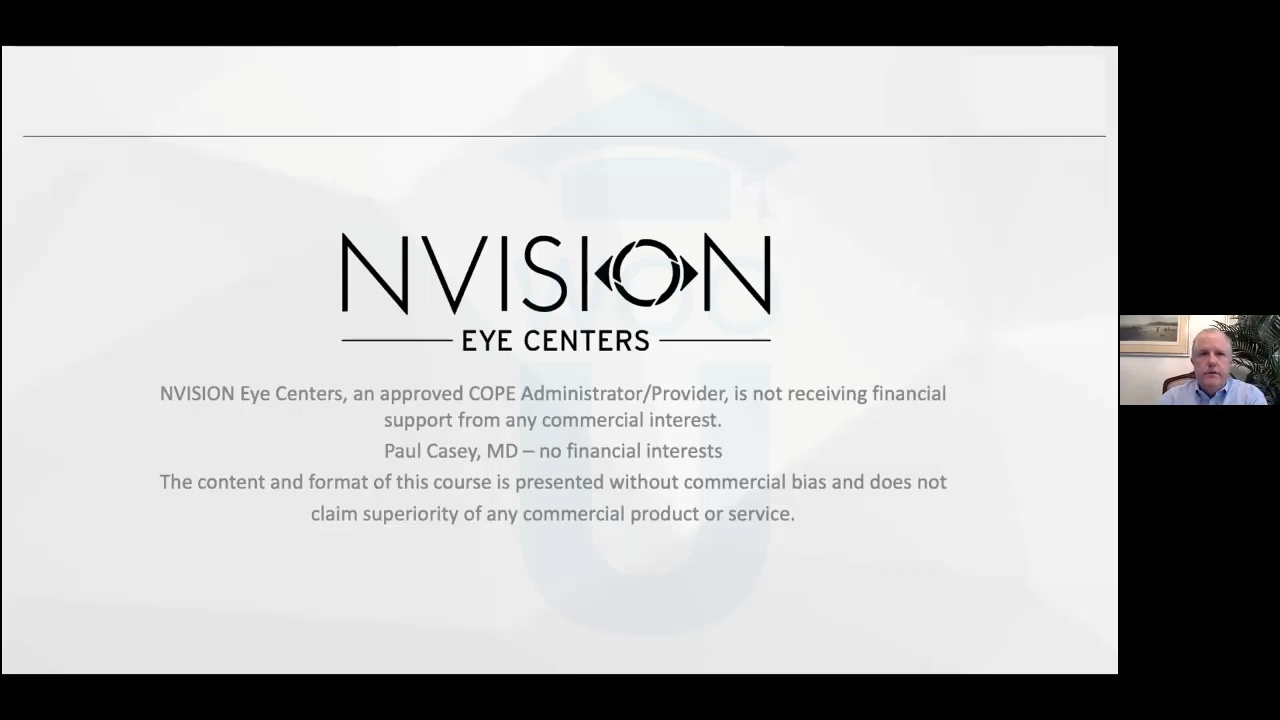 NVISION
EYE CENTERS
NVISION Eye Centers, an approved COPE Administrator/Provider, is not receiving financial
support from any commercial interest.
Paul Casey, MD – no financial interests
The content and format of this course is presented without commercial bias and does not
claim superiority of any commercial product or service.